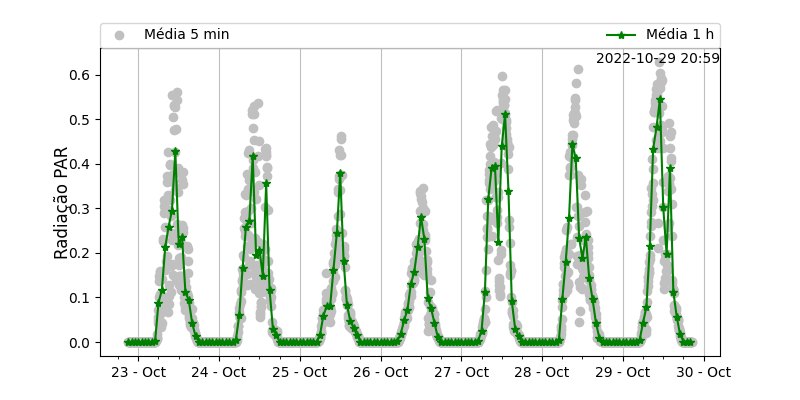 Média 5 min
Média 1 h
2022-10-29 20:59
Radiação PAR
0.6
0.5
0.4
0.3
0.2
0.1
0.0
23 - Oct
24 - Oct
25 - Oct
26 - Oct
27 - Oct
28 - Oct
29 - Oct
30 - Oct